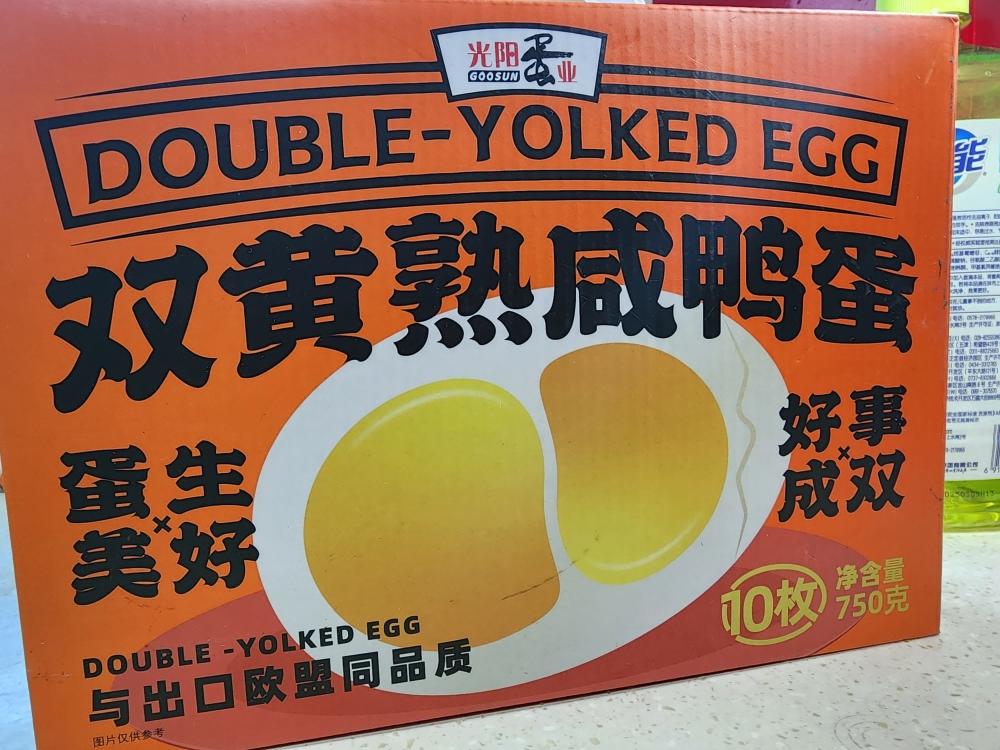 光阳蛋业
GOOSUN
DOUBLE-YOLKED EGG
双黄熟咸鸭蛋
蛋生
×
美好
好事
×
成双
10枚
净含量
750克
DOUBLE -YOLKED EGG
与出口欧盟同品质
图片仅供参考
能